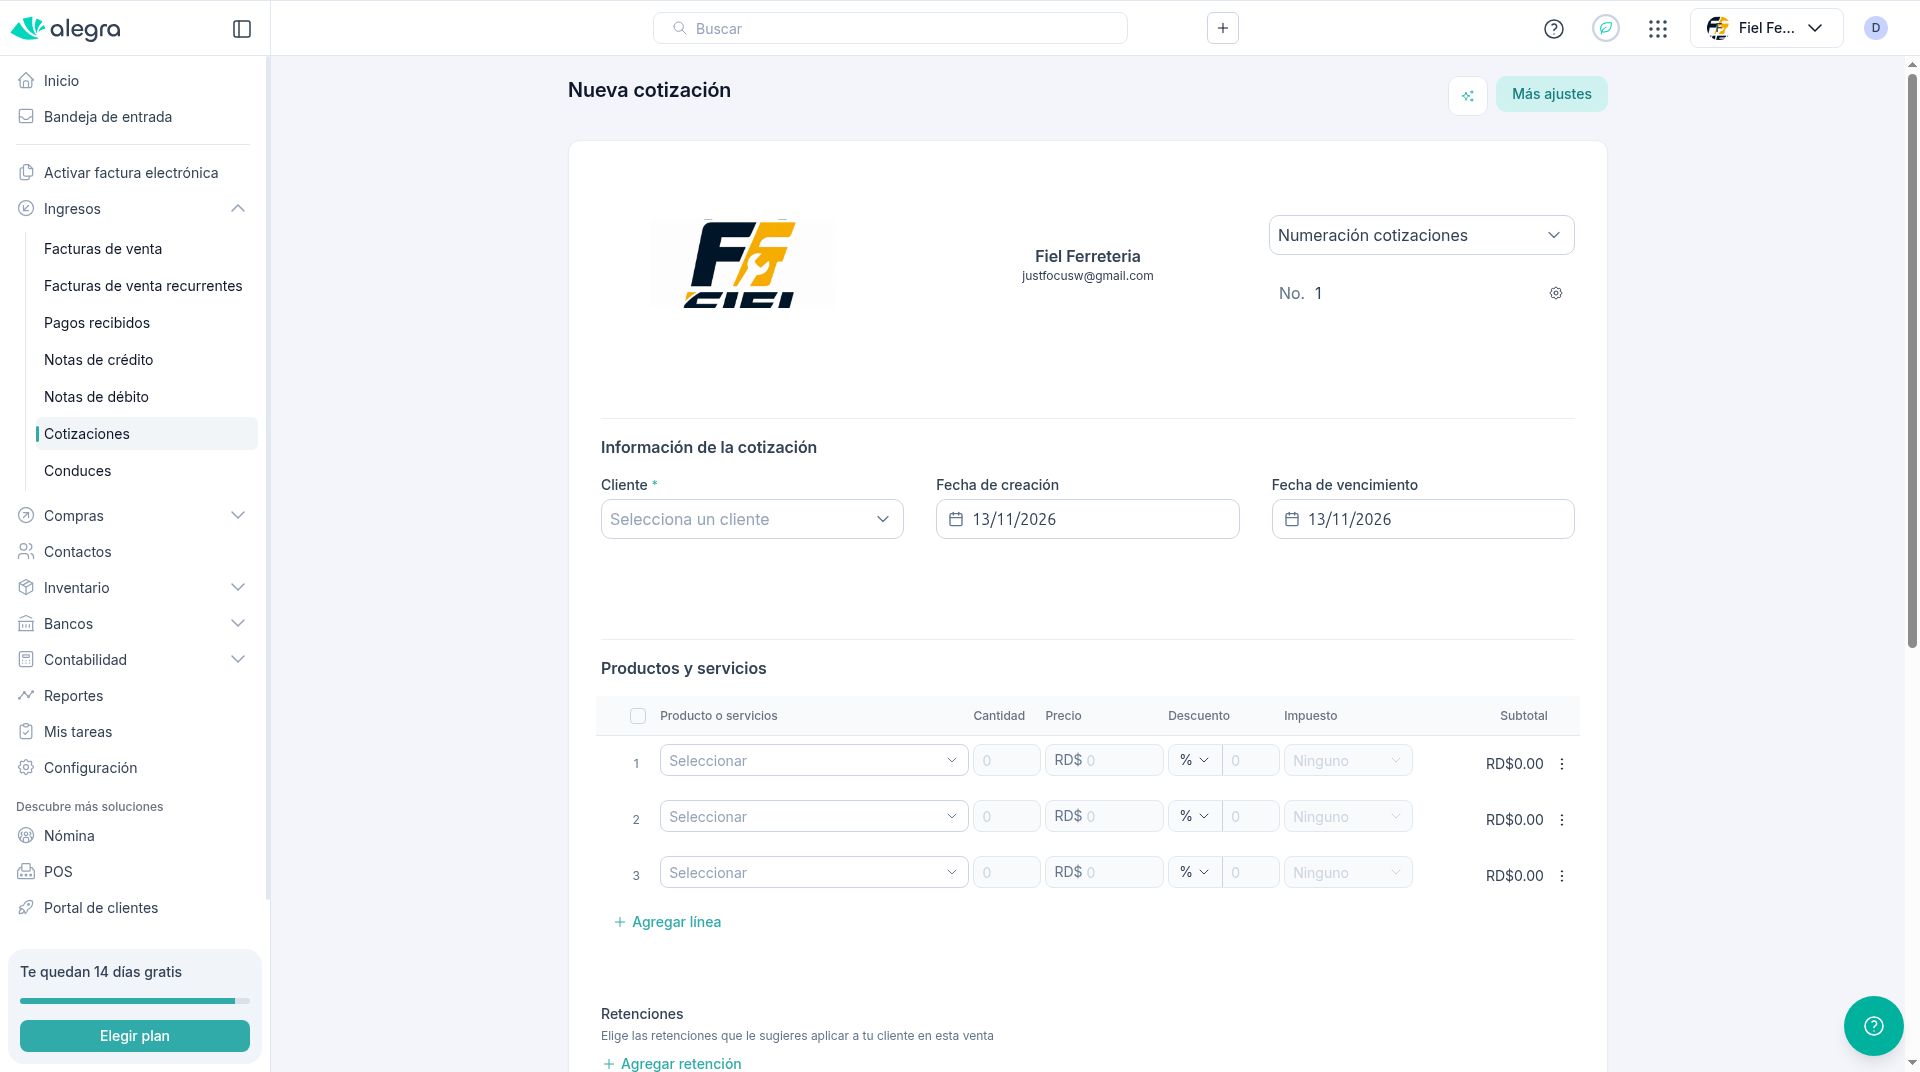 alegra
Buscar
Fiel Fe...
D
Inicio
Bandeja de entrada
Activar factura electrónica
Ingresos
Facturas de venta
Facturas de venta recurrentes
Pagos recibidos
Notas de crédito
Notas de débito
Cotizaciones
Conduces
Compras
Contactos
Inventario
Bancos
Contabilidad
Reportes
Mis tareas
Configuración
Descubre más soluciones
Nómina
POS
Portal de clientes
Te quedan 14 días gratis
Elegir plan
Nueva cotización
Más ajustes
Fiel Ferreteria
justfocusw@gmail.com
Numeración cotizaciones
No. 1
Información de la cotización
Cliente * Fecha de creación Fecha de vencimiento
Selecciona un cliente 13/11/2026 13/11/2026
Productos y servicios
Producto o servicios Cantidad Precio Descuento Impuesto Subtotal
1 Seleccionar 0 RD$ 0 % 0 Ninguno RD$0.00
2 Seleccionar 0 RD$ 0 % 0 Ninguno RD$0.00
3 Seleccionar 0 RD$ 0 % 0 Ninguno RD$0.00
+ Agregar línea
Retenciones
Elige las retenciones que le sugieres aplicar a tu cliente en esta venta
+ Agregar retención